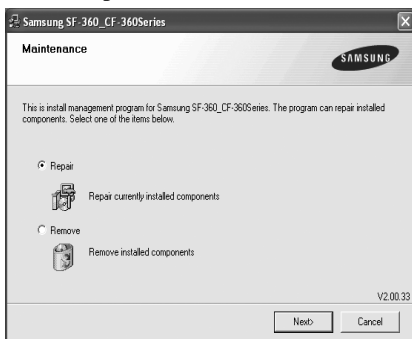 Samsung SF-360_CF-360Series
Maintenance
SAMSUNG
This is install management program for Samsung SF-360_CF-360Series. The program can repair installed
components. Select one of the items below.
Repair
Repair currently installed components
Remove
Remove installed components
V2.00.33
Next> Cancel